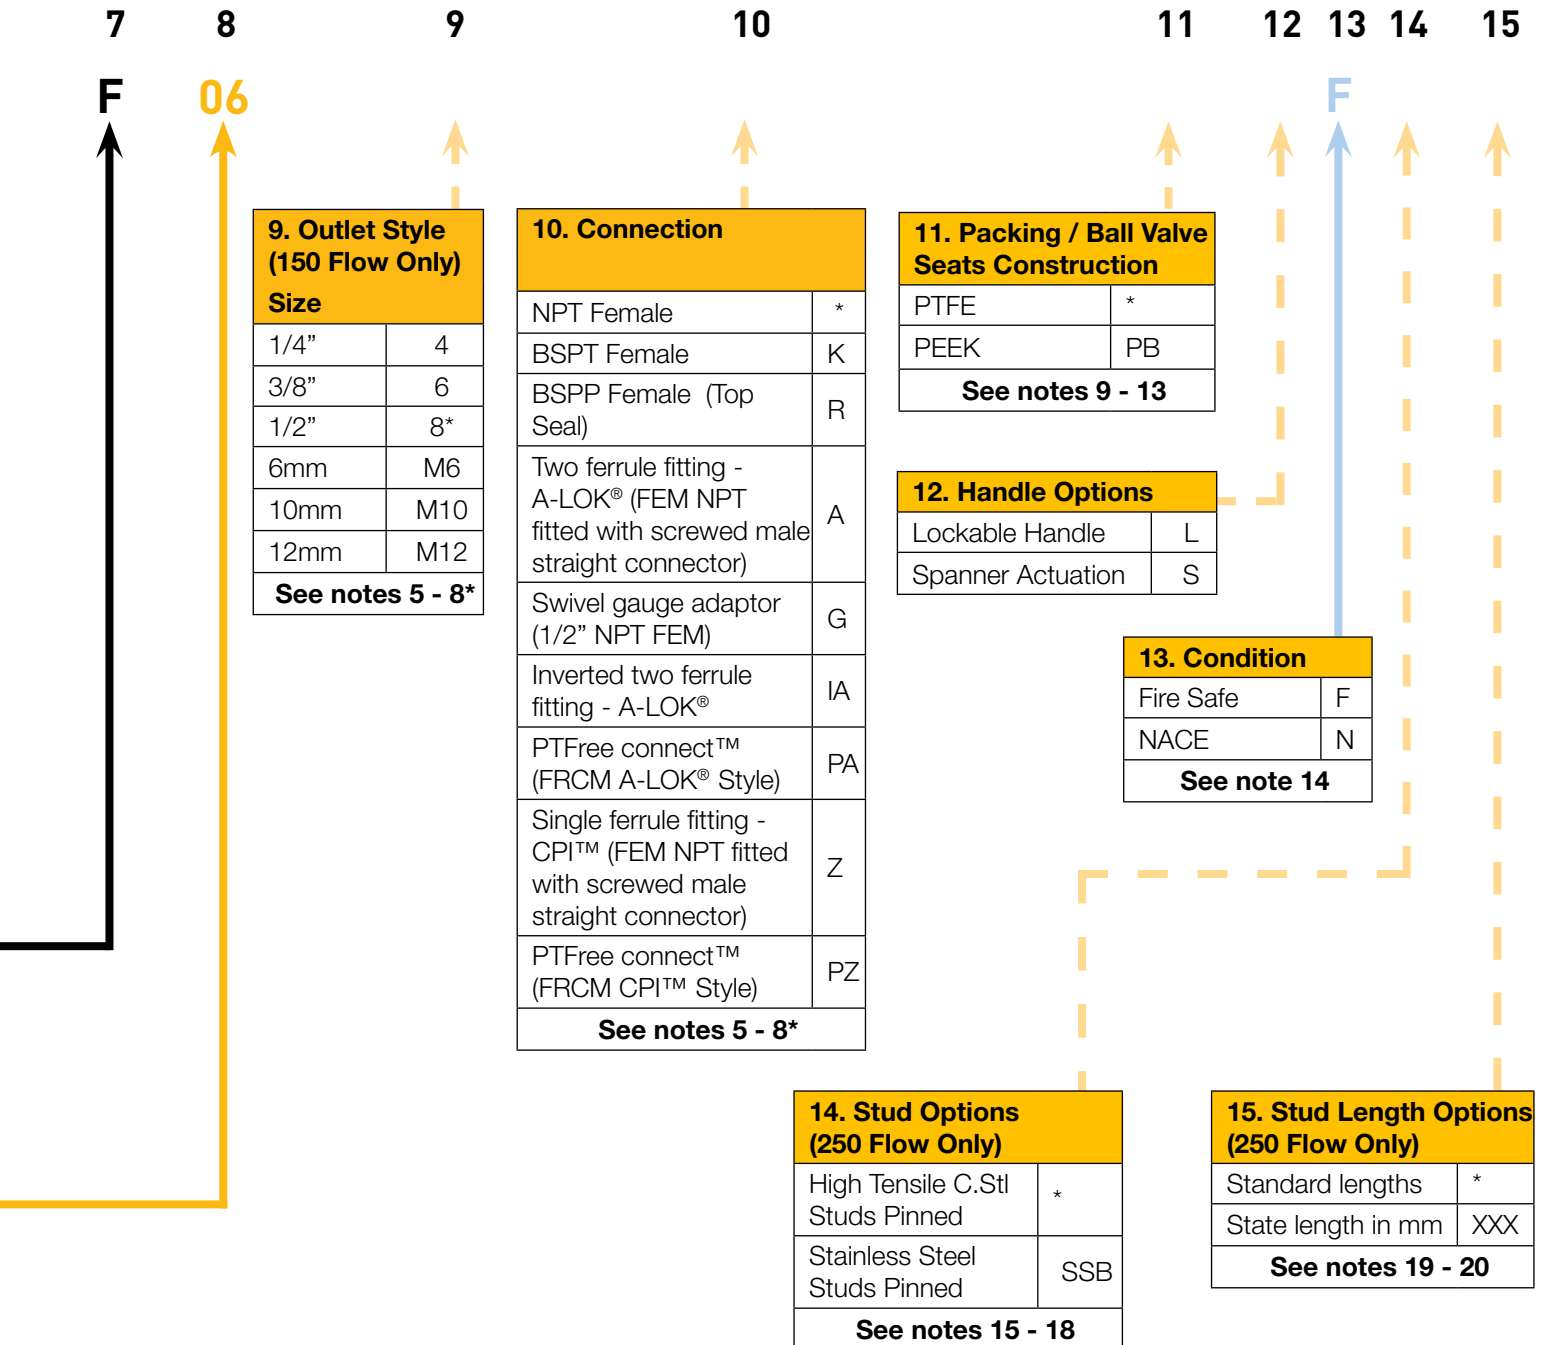 7 8 9 10 11 12 13 14 15
F 06 F
9. Outlet Style
(150 Flow Only)
Size
1/4” 4
3/8” 6
1/2” 8*
6mm M6
10mm M10
12mm M12
See notes 5 - 8*
10. Connection
NPT Female *
BSPT Female K
BSPP Female (Top
Seal) R
Two ferrule fitting -
A-LOK® (FEM NPT
fitted with screwed male
straight connector) A
Swivel gauge adaptor
(1/2” NPT FEM) G
Inverted two ferrule
fitting - A-LOK® IA
PTFree connect™
(FRCM A-LOK® Style) PA
Single ferrule fitting -
CPI™ (FEM NPT fitted
with screwed male
straight connector) Z
PTFree connect™
(FRCM CPI™ Style) PZ
See notes 5 - 8*
11. Packing / Ball Valve
Seats Construction
PTFE *
PEEK PB
See notes 9 - 13
12. Handle Options
Lockable Handle L
Spanner Actuation S
13. Condition
Fire Safe F
NACE N
See note 14
14. Stud Options
(250 Flow Only)
High Tensile C.Stl
Studs Pinned *
Stainless Steel
Studs Pinned SSB
See notes 15 - 18
15. Stud Length Options
(250 Flow Only)
Standard lengths *
State length in mm XXX
See notes 19 - 20